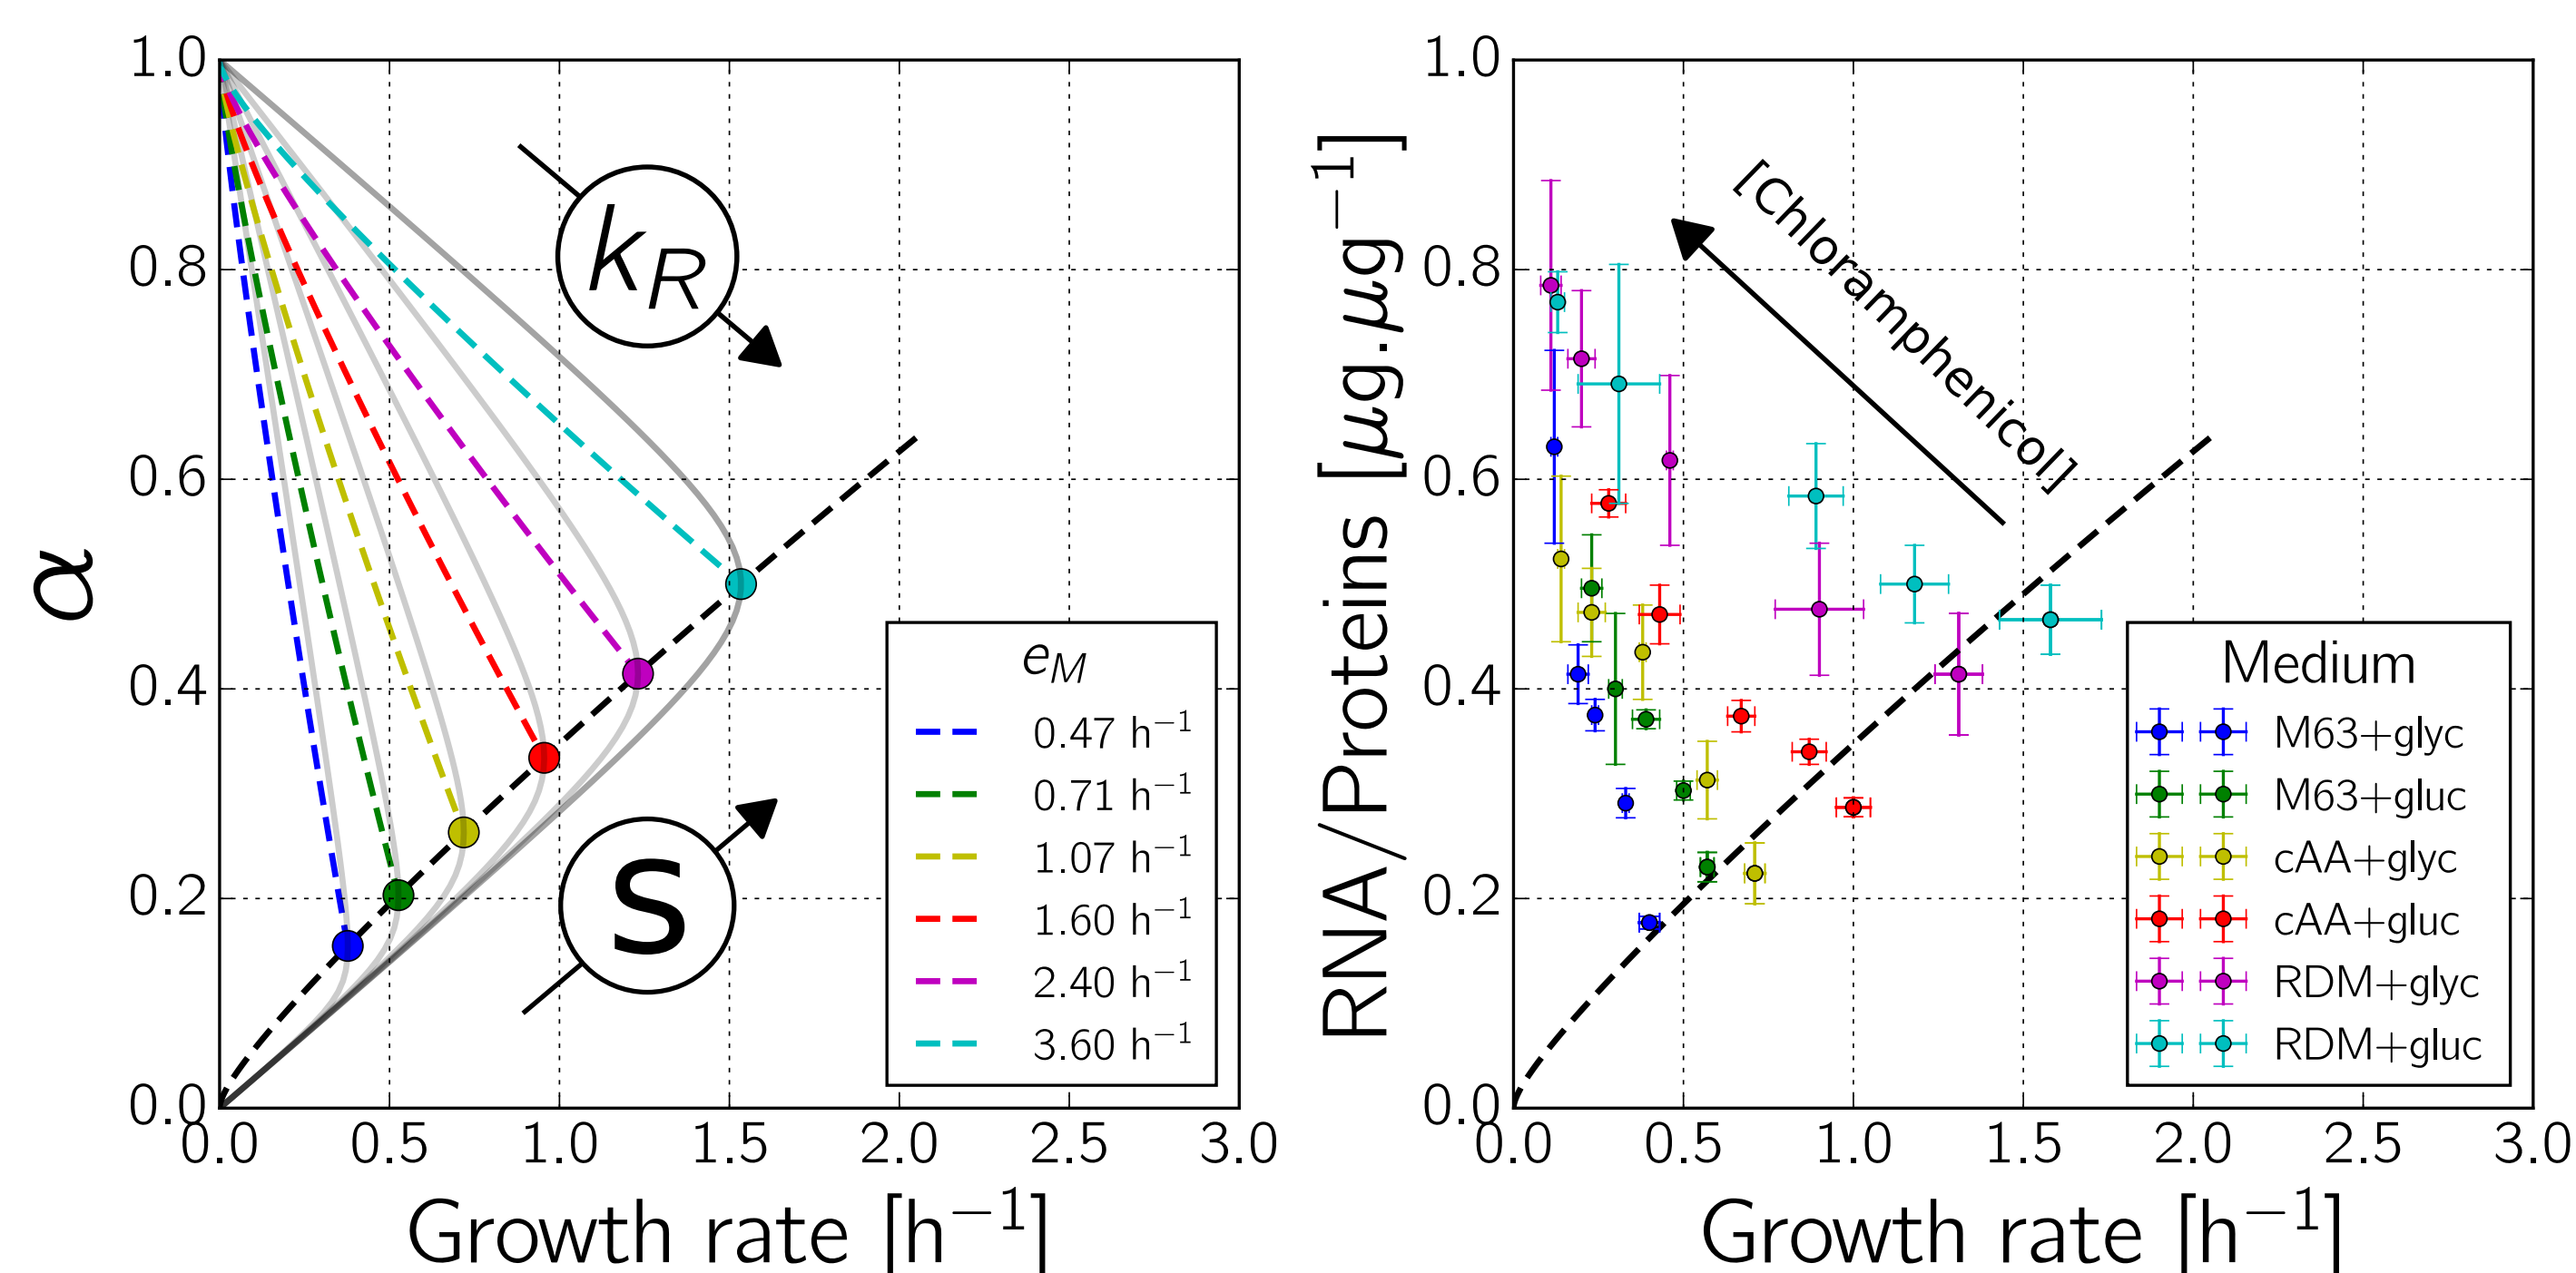 1.0
0.8
0.6
0.4
0.2
0.0
α
0.0 0.5 1.0 1.5 2.0 2.5 3.0
Growth rate [h⁻¹]
k_R
S
e_M
0.47 h⁻¹
0.71 h⁻¹
1.07 h⁻¹
1.60 h⁻¹
2.40 h⁻¹
3.60 h⁻¹
1.0
0.8
0.6
0.4
0.2
0.0
RNA/Proteins [μg.μg⁻¹]
0.0 0.5 1.0 1.5 2.0 2.5 3.0
Growth rate [h⁻¹]
[Chloramphenicol]
Medium
M63+glyc
M63+gluc
cAA+glyc
cAA+gluc
RDM+glyc
RDM+gluc